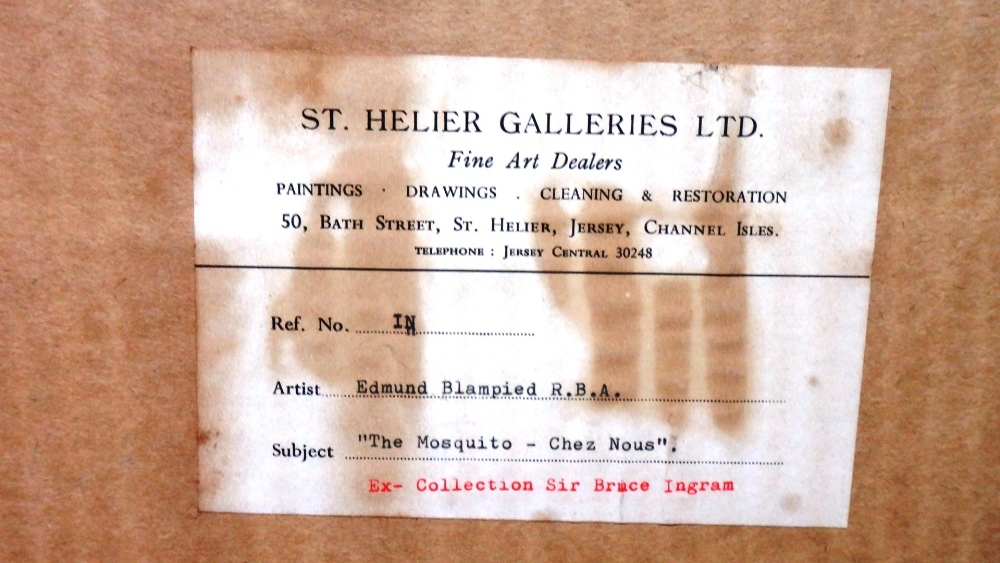 ST. HELIER GALLERIES LTD.
Fine Art Dealers
PAINTINGS · DRAWINGS . CLEANING & RESTORATION
50, BATH STREET, ST. HELIER, JERSEY, CHANNEL ISLES.
TELEPHONE : JERSEY CENTRAL 30248
Ref. No. IN
Artist Edmund Blampied R.B.A.
Subject "The Mosquito - Chez Nous".
Ex- Collection Sir Bruce Ingram